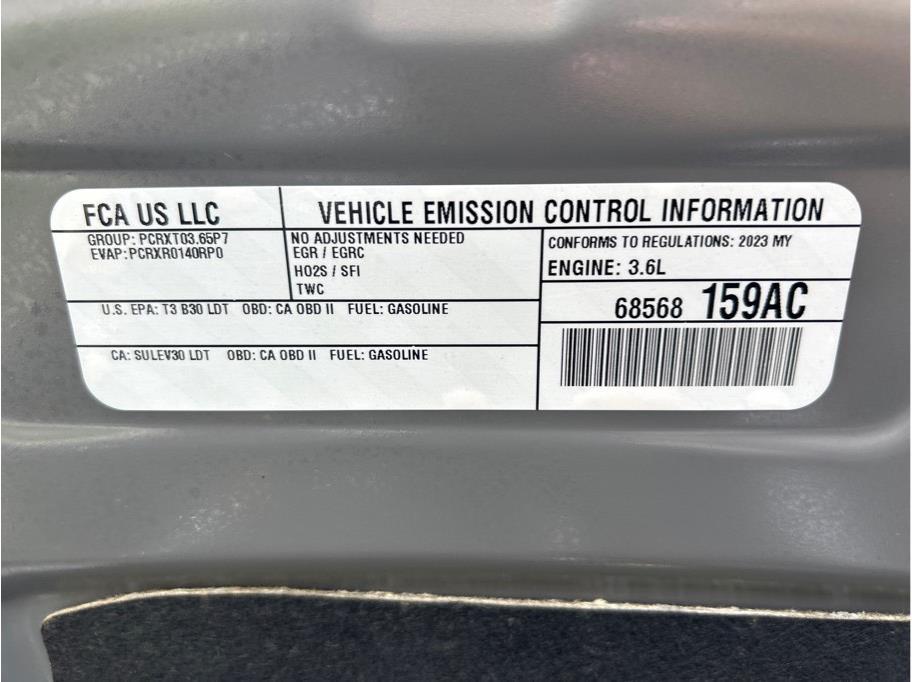 FCA US LLC
VEHICLE EMISSION CONTROL INFORMATION
GROUP: PCRXT03.65P7
EVAP: PCRXR0140RP0
NO ADJUSTMENTS NEEDED
EGR / EGRC
HO2S / SFI
TWC
CONFORMS TO REGULATIONS: 2023 MY
ENGINE: 3.6L
U.S. EPA: T3 B30 LDT OBD: CA OBD II FUEL: GASOLINE
68568 159AC
CA: SULEV30 LDT OBD: CA OBD II FUEL: GASOLINE